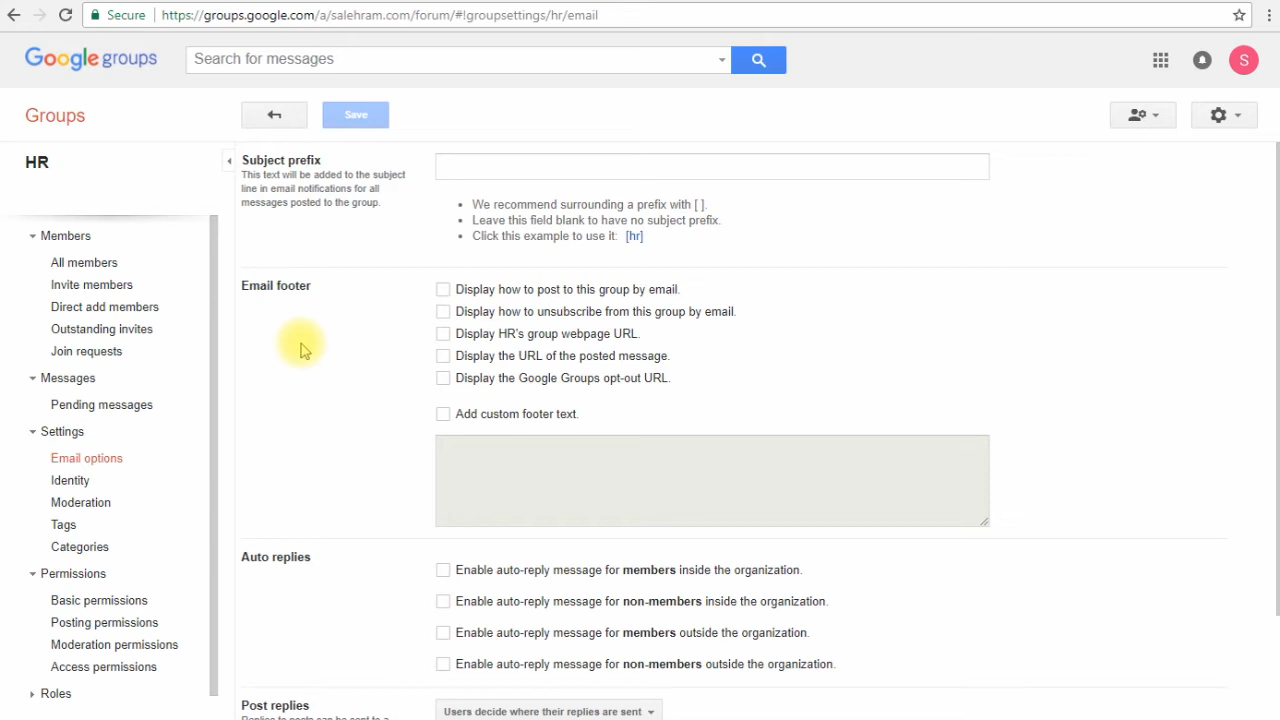 Secure https://groups.google.com/a/salehram.com/forum/#!groupsettings/hr/email
Google groups
Search for messages
S
Groups
Save
HR
Members
All members
Invite members
Direct add members
Outstanding invites
Join requests
Messages
Pending messages
Settings
Email options
Identity
Moderation
Tags
Categories
Permissions
Basic permissions
Posting permissions
Moderation permissions
Access permissions
Roles
Subject prefix
This text will be added to the subject
line in email notifications for all
messages posted to the group.
We recommend surrounding a prefix with [ ].
Leave this field blank to have no subject prefix.
Click this example to use it: [hr]
Email footer
Display how to post to this group by email.
Display how to unsubscribe from this group by email.
Display HR's group webpage URL.
Display the URL of the posted message.
Display the Google Groups opt-out URL.
Add custom footer text.
Auto replies
Enable auto-reply message for members inside the organization.
Enable auto-reply message for non-members inside the organization.
Enable auto-reply message for members outside the organization.
Enable auto-reply message for non-members outside the organization.
Post replies
Replies to posts can be sent to a
Users decide where their replies are sent